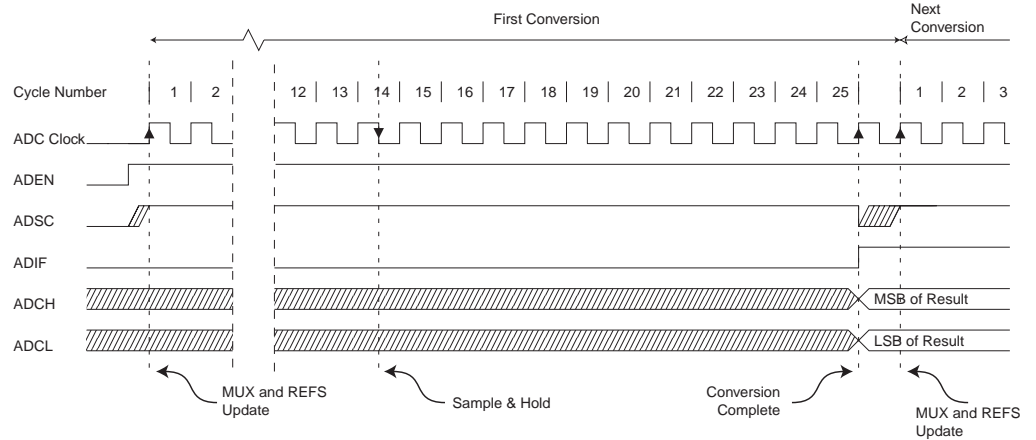 First Conversion
Next
Conversion
Cycle Number 1 2 12 13 14 15 16 17 18 19 20 21 22 23 24 25 1 2 3
ADC Clock
ADEN
ADSC
ADIF
ADCH MSB of Result
ADCL LSB of Result
MUX and REFS
Update
Sample & Hold
Conversion
Complete
MUX and REFS
Update